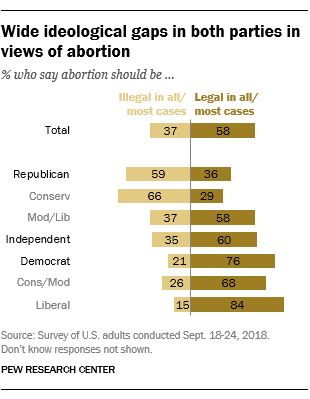 Wide ideological gaps in both parties in
views of abortion
% who say abortion should be ...
Illegal in all/ Legal in all/
most cases most cases
Total 37 58
Republican 59 36
Conserv 66 29
Mod/Lib 37 58
Independent 35 60
Democrat 21 76
Cons/Mod 26 68
Liberal 15 84
Source: Survey of U.S. adults conducted Sept. 18-24, 2018.
Don't know responses not shown.
PEW RESEARCH CENTER